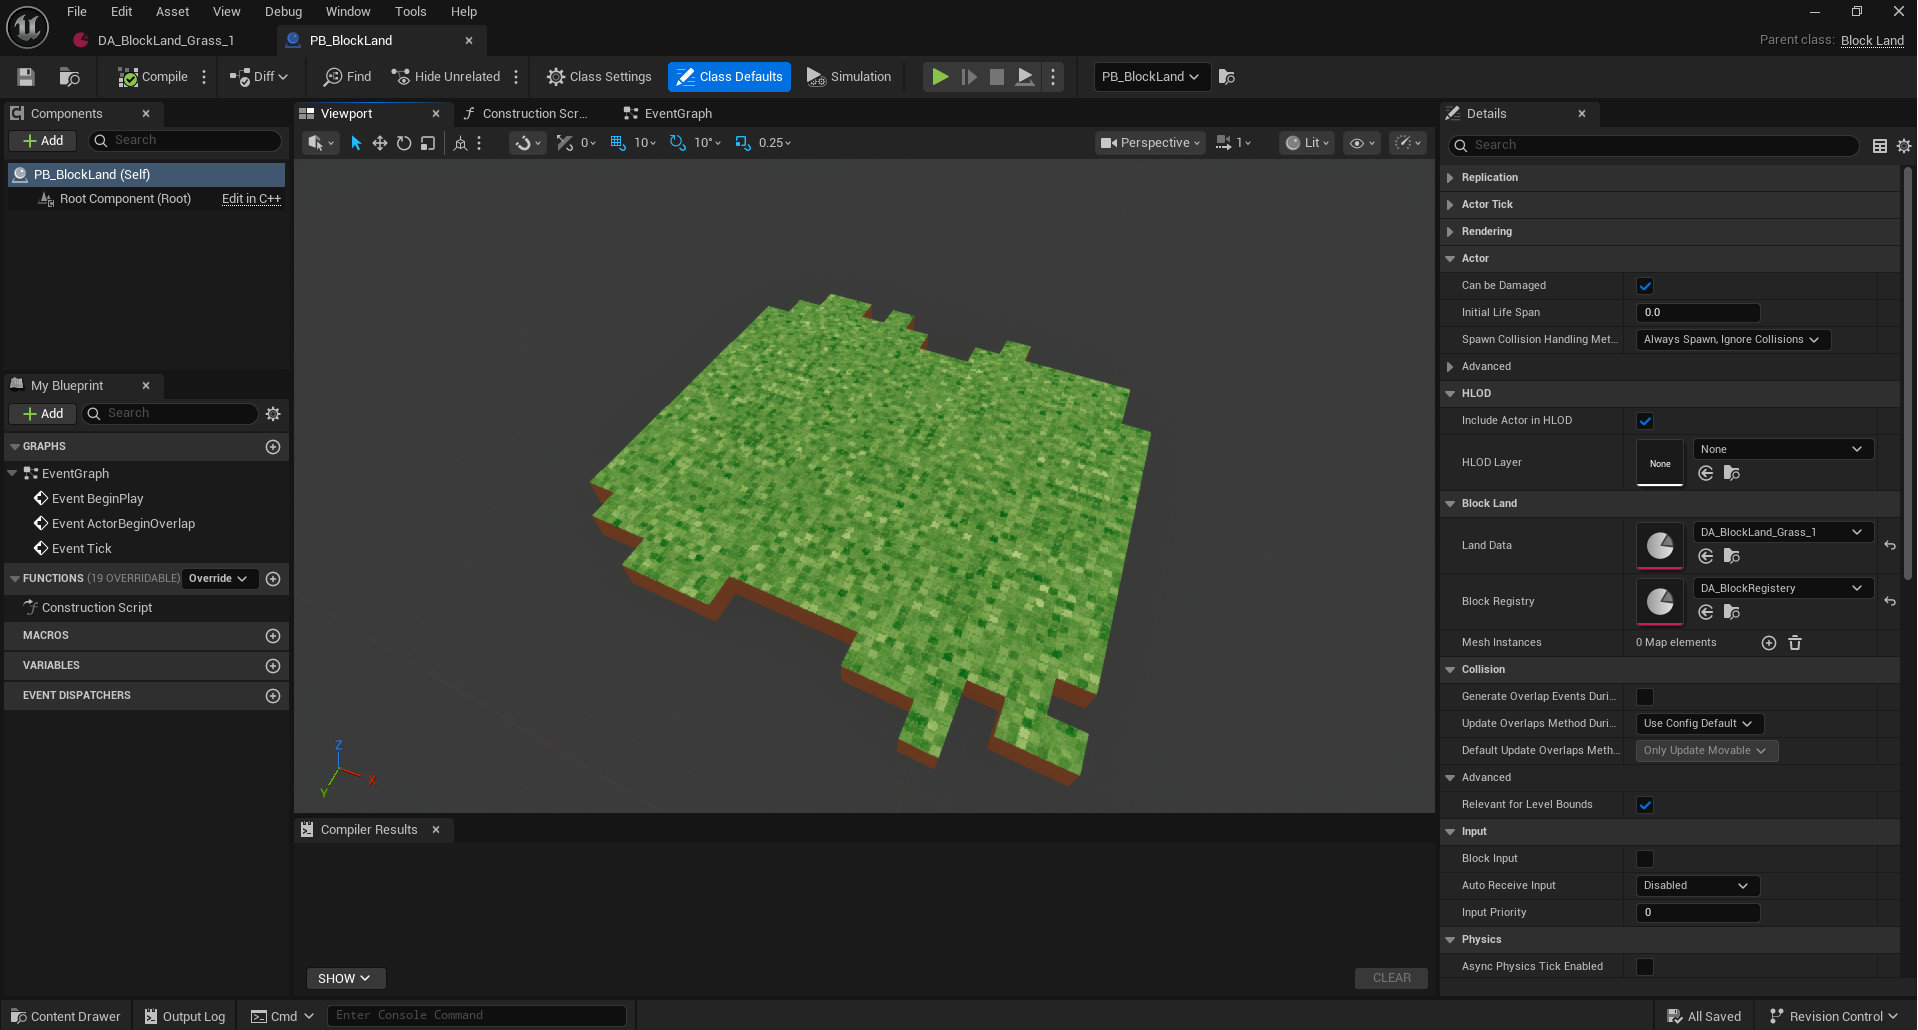 File Edit Asset View Debug Window Tools Help
DA_BlockLand_Grass_1
PB_BlockLand
Parent class: Block Land
Compile
Diff
Find
Hide Unrelated
Class Settings
Class Defaults
Simulation
PB_BlockLand
Components
Add
Search
PB_BlockLand (Self)
Root Component (Root) Edit in C++
My Blueprint
Add
Search
GRAPHS
EventGraph
Event BeginPlay
Event ActorBeginOverlap
Event Tick
FUNCTIONS (19 OVERRIDABLE) Override
Construction Script
MACROS
VARIABLES
EVENT DISPATCHERS
Viewport
Construction Scr...
EventGraph
0 10 10° 0.25
Perspective
1
Lit
Z
X
Y
Compiler Results
SHOW
CLEAR
Details
Search
Replication
Actor Tick
Rendering
Actor
Can be Damaged
Initial Life Span 0.0
Spawn Collision Handling Met... Always Spawn, Ignore Collisions
Advanced
HLOD
Include Actor in HLOD
HLOD Layer None None
Block Land
Land Data DA_BlockLand_Grass_1
Block Registry DA_BlockRegistery
Mesh Instances 0 Map elements
Collision
Generate Overlap Events Duri...
Update Overlaps Method Duri... Use Config Default
Default Update Overlaps Meth... Only Update Movable
Advanced
Relevant for Level Bounds
Input
Block Input
Auto Receive Input Disabled
Input Priority 0
Physics
Async Physics Tick Enabled
Content Drawer
Output Log
Cmd
Enter Console Command
All Saved
Revision Control